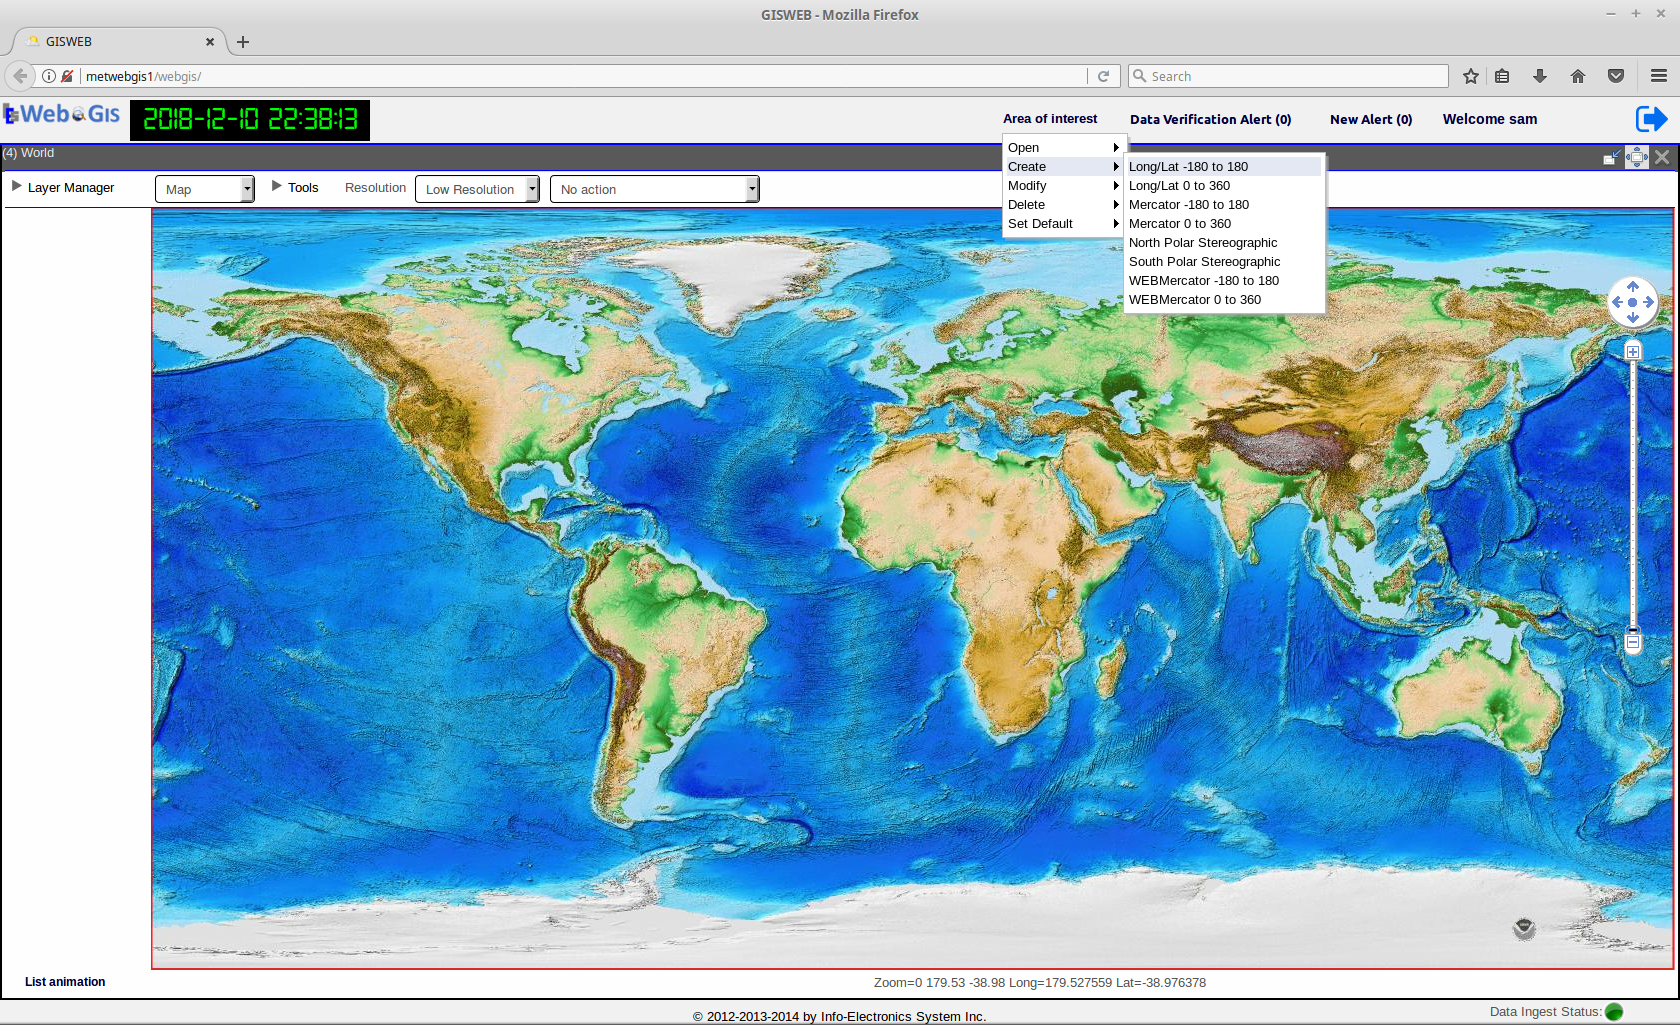 GISWEB - Mozilla Firefox
GISWEB
metwebgis1/webgis/
Search
Web Gis
2018-12-10 22:38:13
Area of interest
Data Verification Alert (0)
New Alert (0)
Welcome sam
(4) World
Layer Manager
Map
Tools
Resolution
Low Resolution
No action
Open
Create
Modify
Delete
Set Default
Long/Lat -180 to 180
Long/Lat 0 to 360
Mercator -180 to 180
Mercator 0 to 360
North Polar Stereographic
South Polar Stereographic
WEBMercator -180 to 180
WEBMercator 0 to 360
List animation
Zoom=0 179.53 -38.98 Long=179.527559 Lat=-38.976378
Data Ingest Status:
© 2012-2013-2014 by Info-Electronics System Inc.